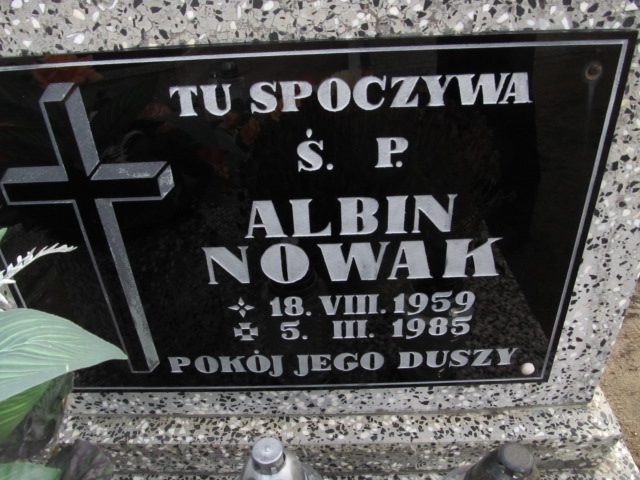 TU SPOCZYWA
Ś. P.
ALBIN
NOWAK
18. VIII. 1959
5. III. 1985
POKÓJ JEGO DUSZY